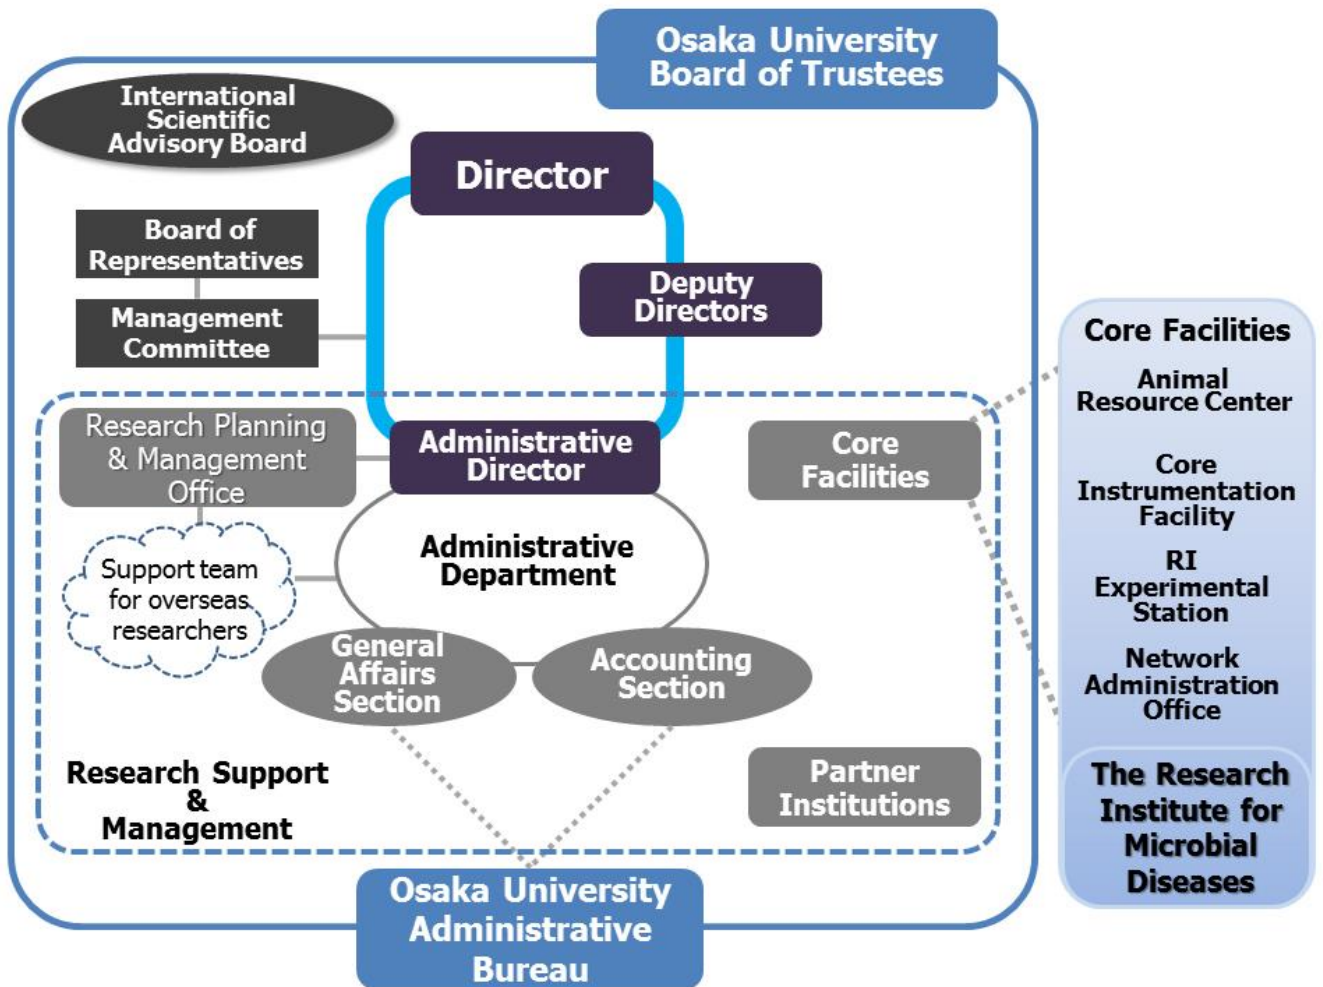 Osaka University
Board of Trustees
International
Scientific
Advisory Board
Director
Board of
Representatives
Deputy
Directors
Management
Committee
Research Planning
& Management
Office
Administrative
Director
Core
Facilities
Support team
for overseas
researchers
Administrative
Department
General
Affairs
Section
Accounting
Section
Research Support
&
Management
Partner
Institutions
Osaka University
Administrative
Bureau
Core Facilities
Animal
Resource Center
Core
Instrumentation
Facility
RI
Experimental
Station
Network
Administration
Office
The Research
Institute for
Microbial
Diseases